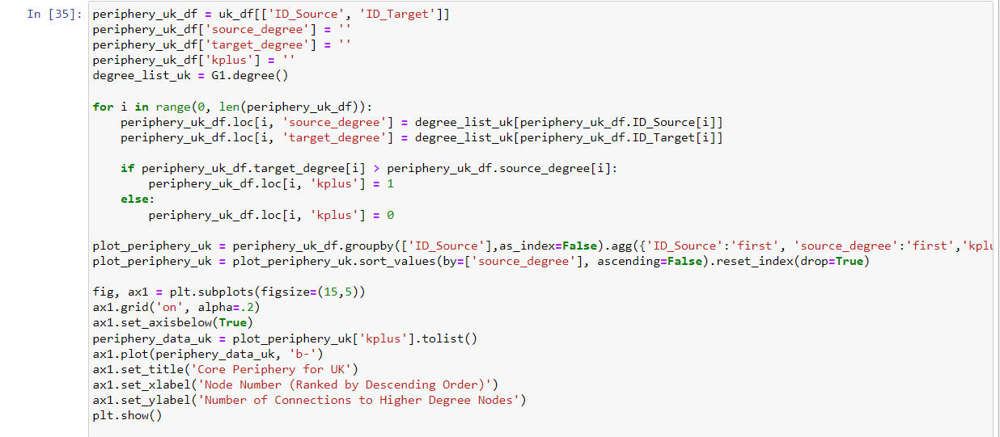 In [35]: periphery_uk_df = uk_df[['ID_Source', 'ID_Target']]
periphery_uk_df['source_degree'] = ''
periphery_uk_df['target_degree'] = ''
periphery_uk_df['kplus'] = ''
degree_list_uk = G1.degree()

for i in range(0, len(periphery_uk_df)):
    periphery_uk_df.loc[i, 'source_degree'] = degree_list_uk[periphery_uk_df.ID_Source[i]]
    periphery_uk_df.loc[i, 'target_degree'] = degree_list_uk[periphery_uk_df.ID_Target[i]]

    if periphery_uk_df.target_degree[i] > periphery_uk_df.source_degree[i]:
        periphery_uk_df.loc[i, 'kplus'] = 1
    else:
        periphery_uk_df.loc[i, 'kplus'] = 0

plot_periphery_uk = periphery_uk_df.groupby(['ID_Source'],as_index=False).agg({'ID_Source':'first', 'source_degree':'first','kplu
plot_periphery_uk = plot_periphery_uk.sort_values(by=['source_degree'], ascending=False).reset_index(drop=True)

fig, ax1 = plt.subplots(figsize=(15,5))
ax1.grid('on', alpha=.2)
ax1.set_axisbelow(True)
periphery_data_uk = plot_periphery_uk['kplus'].tolist()
ax1.plot(periphery_data_uk, 'b-')
ax1.set_title('Core Periphery for UK')
ax1.set_xlabel('Node Number (Ranked by Descending Order)')
ax1.set_ylabel('Number of Connections to Higher Degree Nodes')
plt.show()